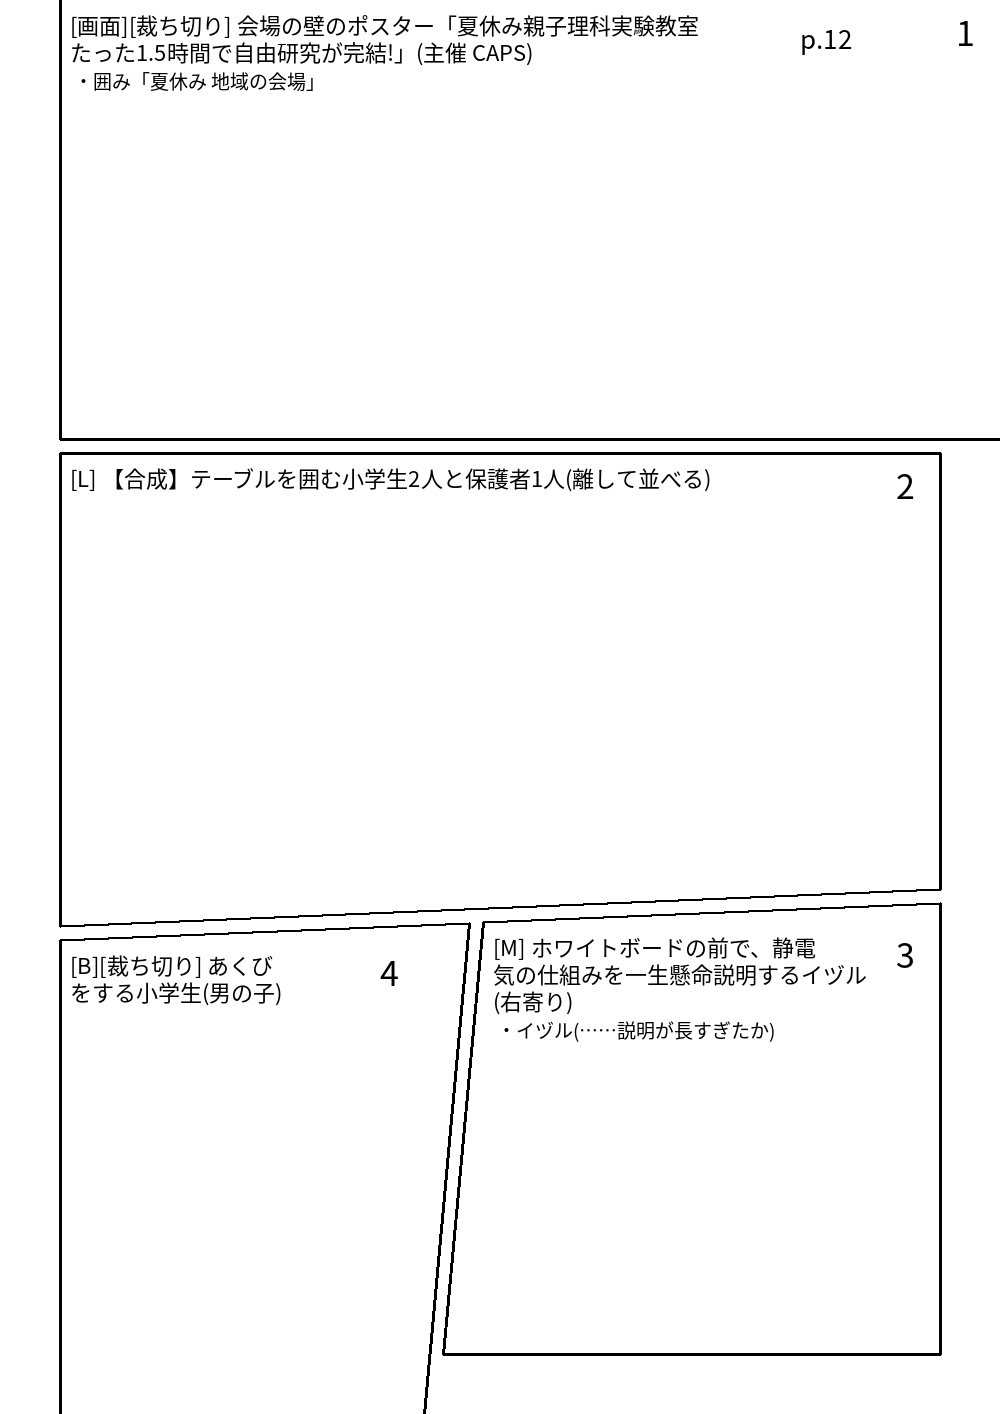 [画面][裁ち切り] 会場の壁のポスター「夏休み親子理科実験教室
たった1.5時間で自由研究が完結!」(主催 CAPS)
・囲み「夏休み 地域の会場」
p.12
1
[L] 【合成】テーブルを囲む小学生2人と保護者1人(離して並べる)
2
[M] ホワイトボードの前で、静電
気の仕組みを一生懸命説明するイヅル
(右寄り)
・イヅル(……説明が長すぎたか)
3
[B][裁ち切り] あくび
をする小学生(男の子)
4